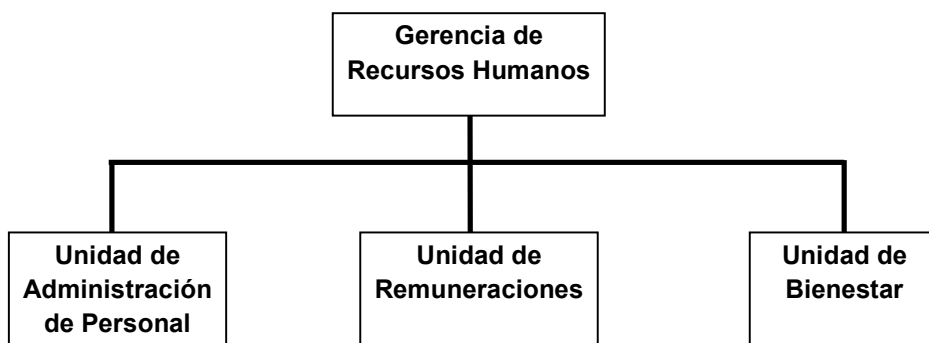 Gerencia de
Recursos Humanos
Unidad de
Administración
de Personal
Unidad de
Remuneraciones
Unidad de
Bienestar